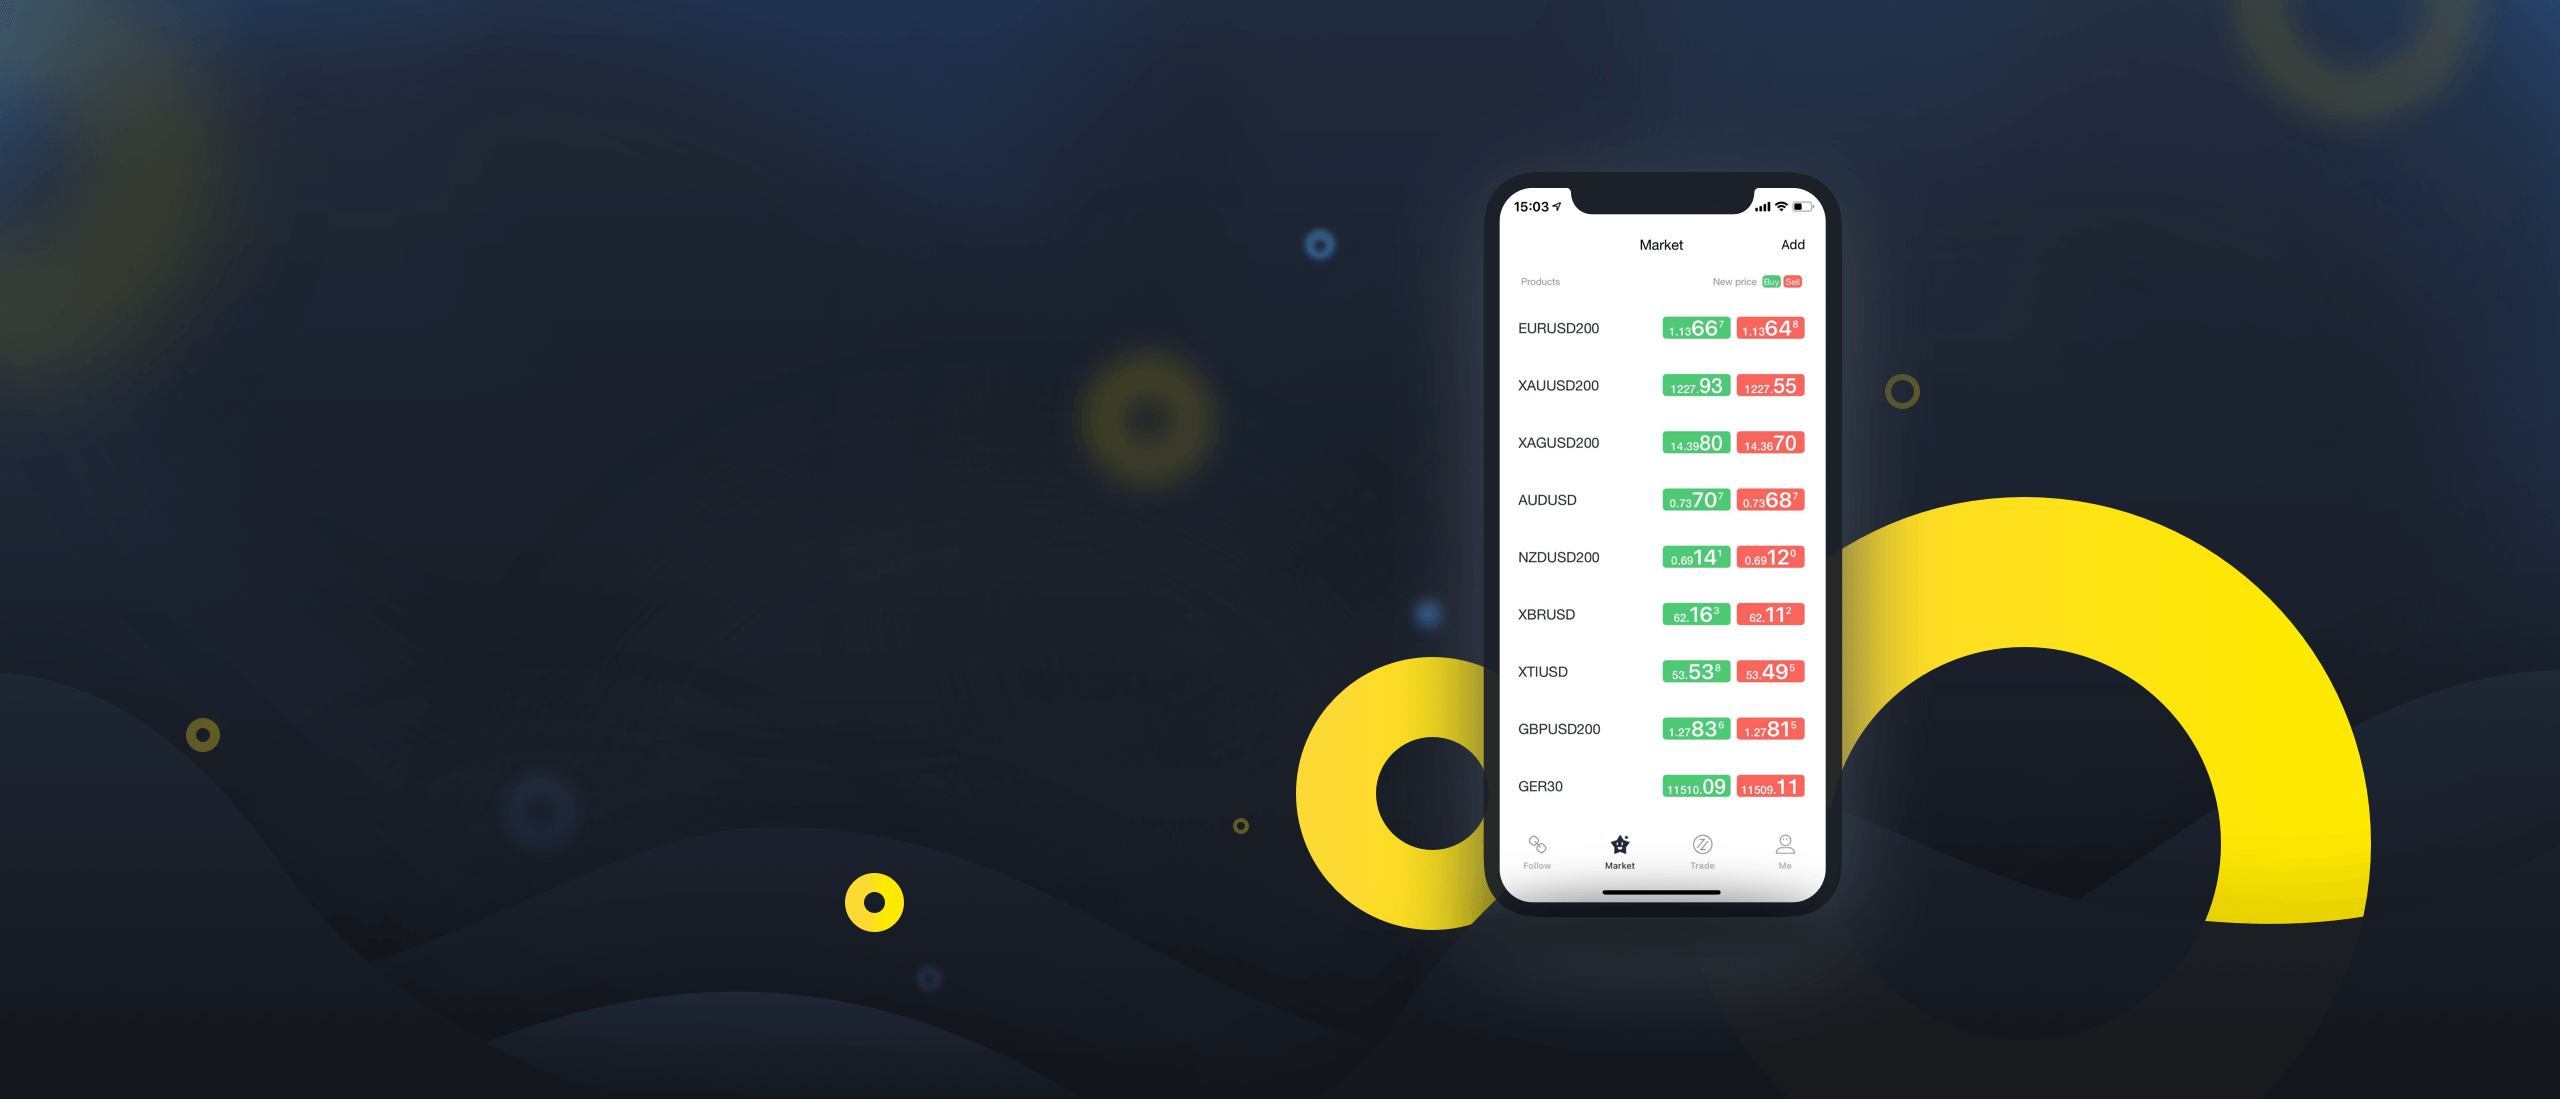 15:03
Market Add
Products New price Buy Sell
EURUSD200 1.13667 1.13648
XAUUSD200 1227.93 1227.55
XAGUSD200 14.3980 14.3670
AUDUSD 0.73707 0.73687
NZDUSD200 0.69141 0.69120
XBRUSD 62.163 62.112
XTIUSD 53.538 53.495
GBPUSD200 1.27836 1.27815
GER30 11510.09 11509.11
Follow Market Trade Me